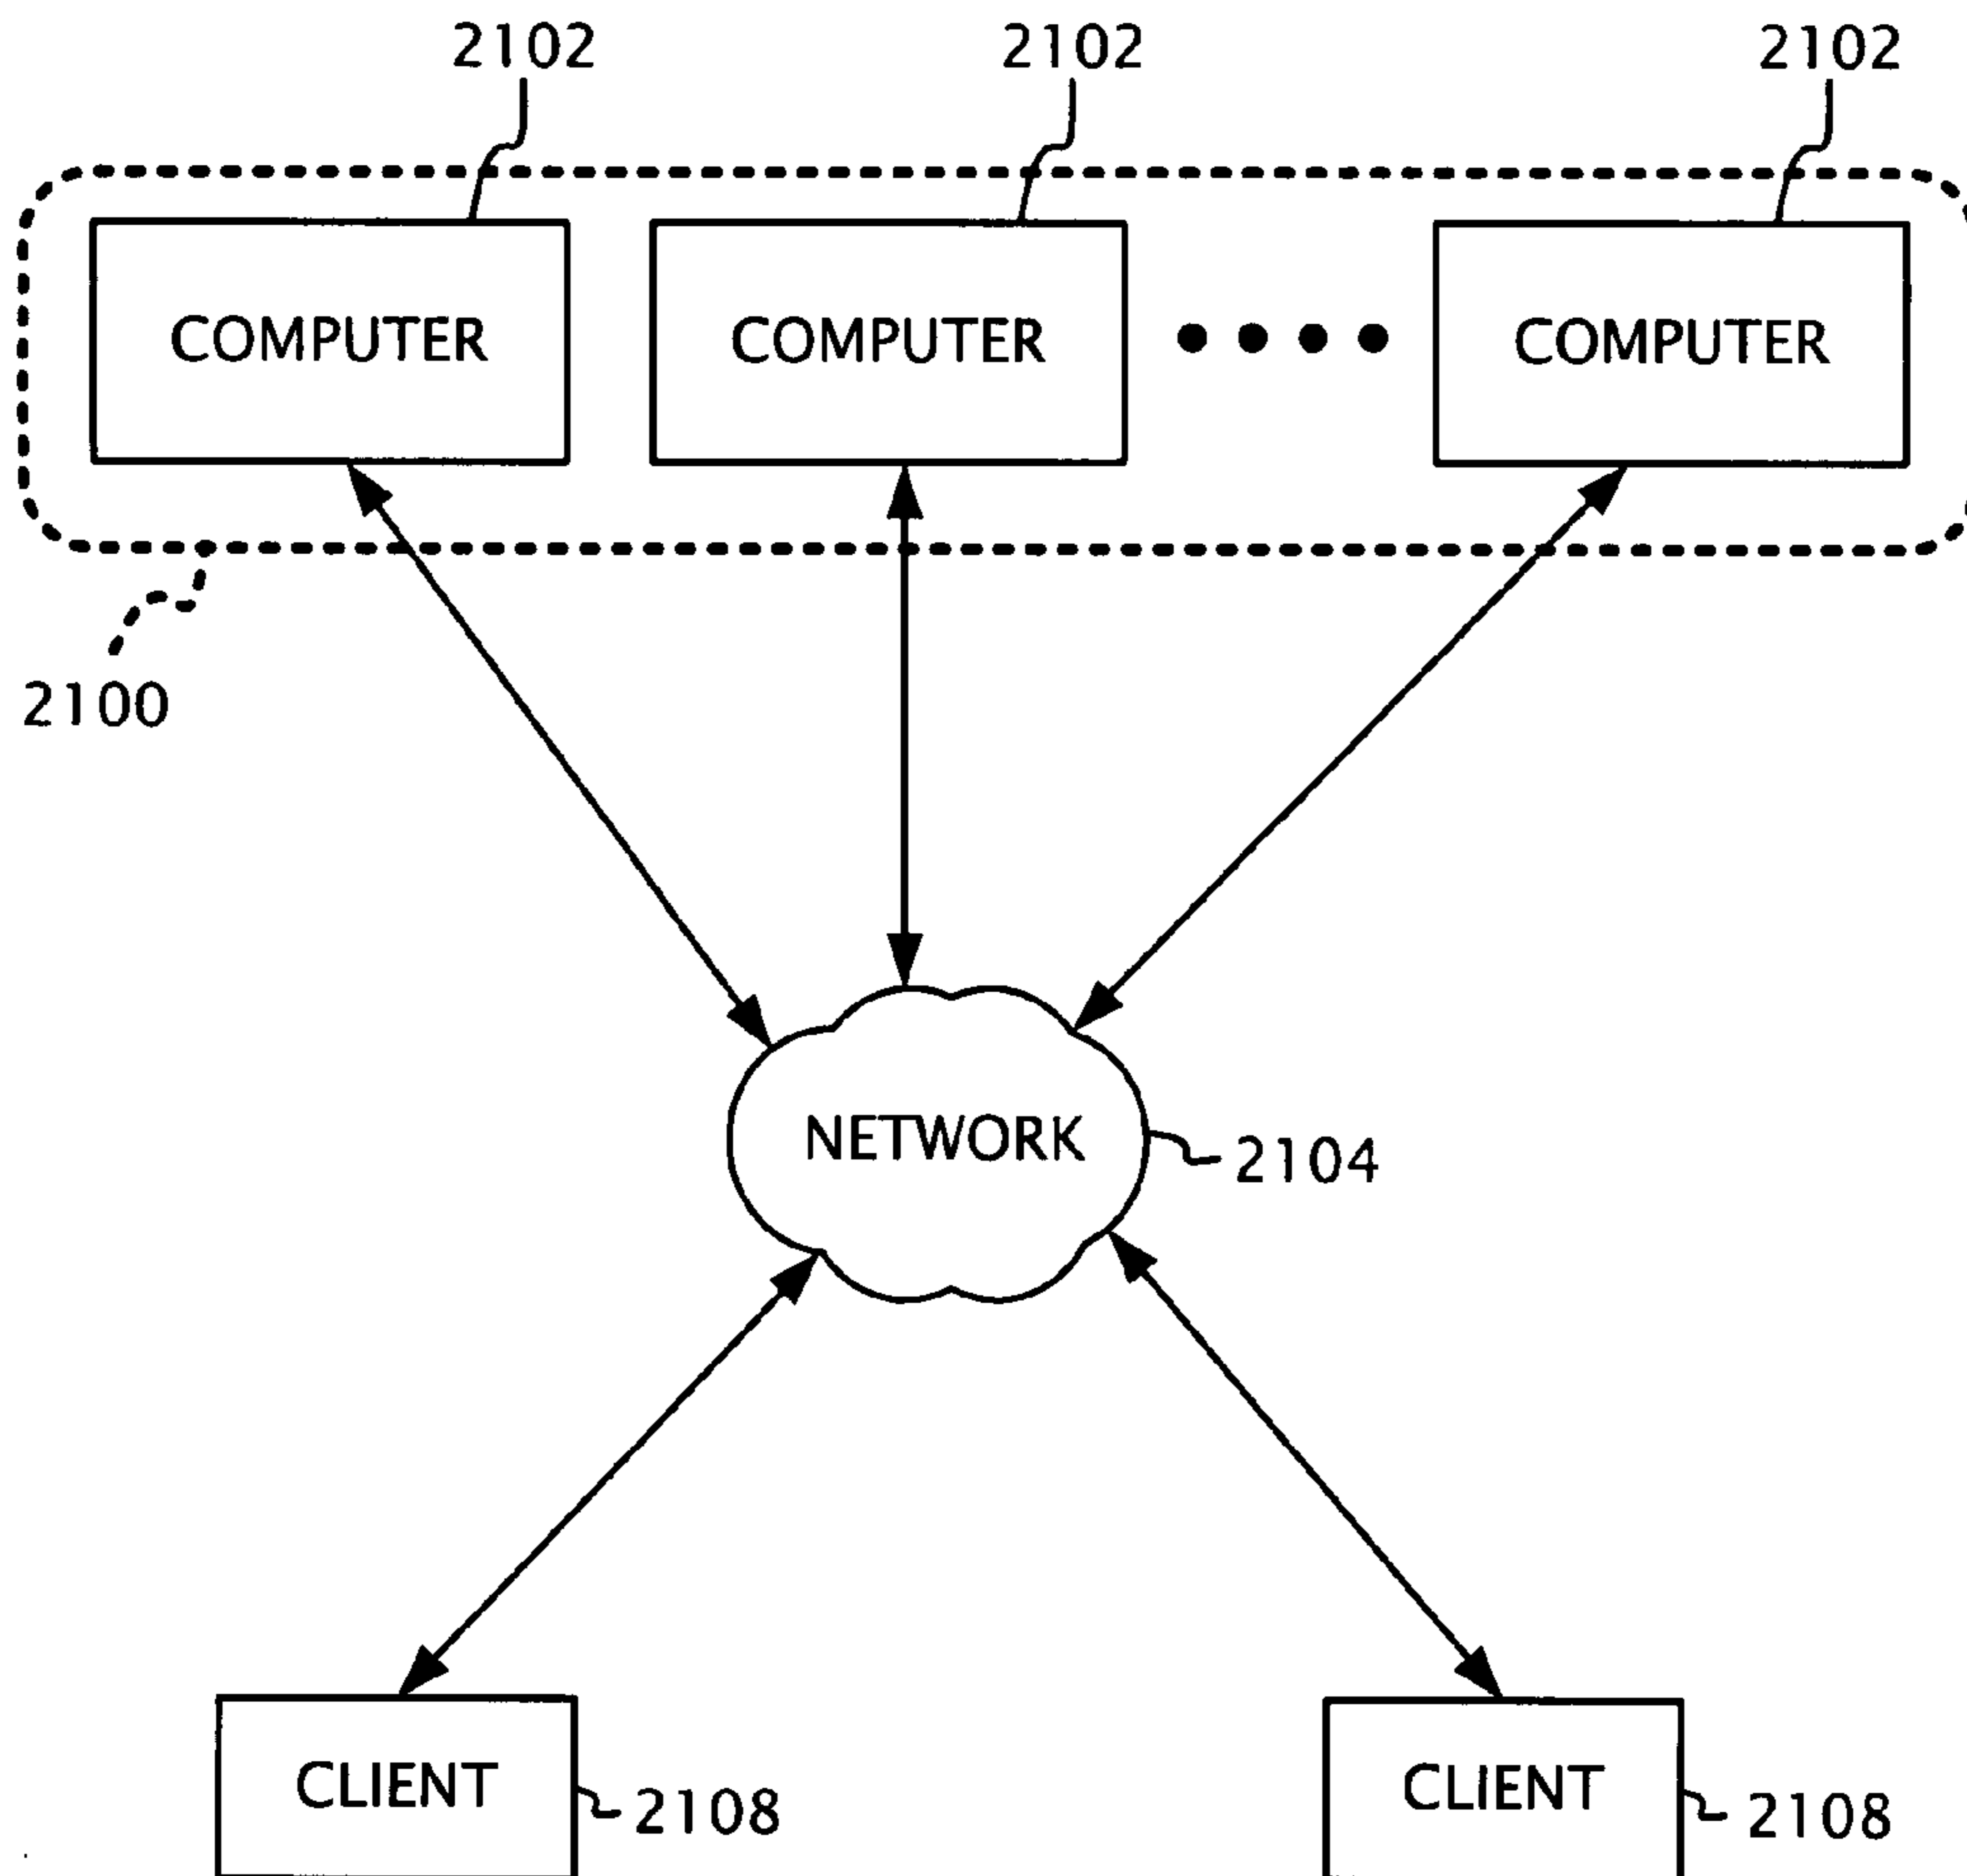 2102 2102 2102
COMPUTER COMPUTER COMPUTER
2100
NETWORK
2104
CLIENT
2108
CLIENT
2108